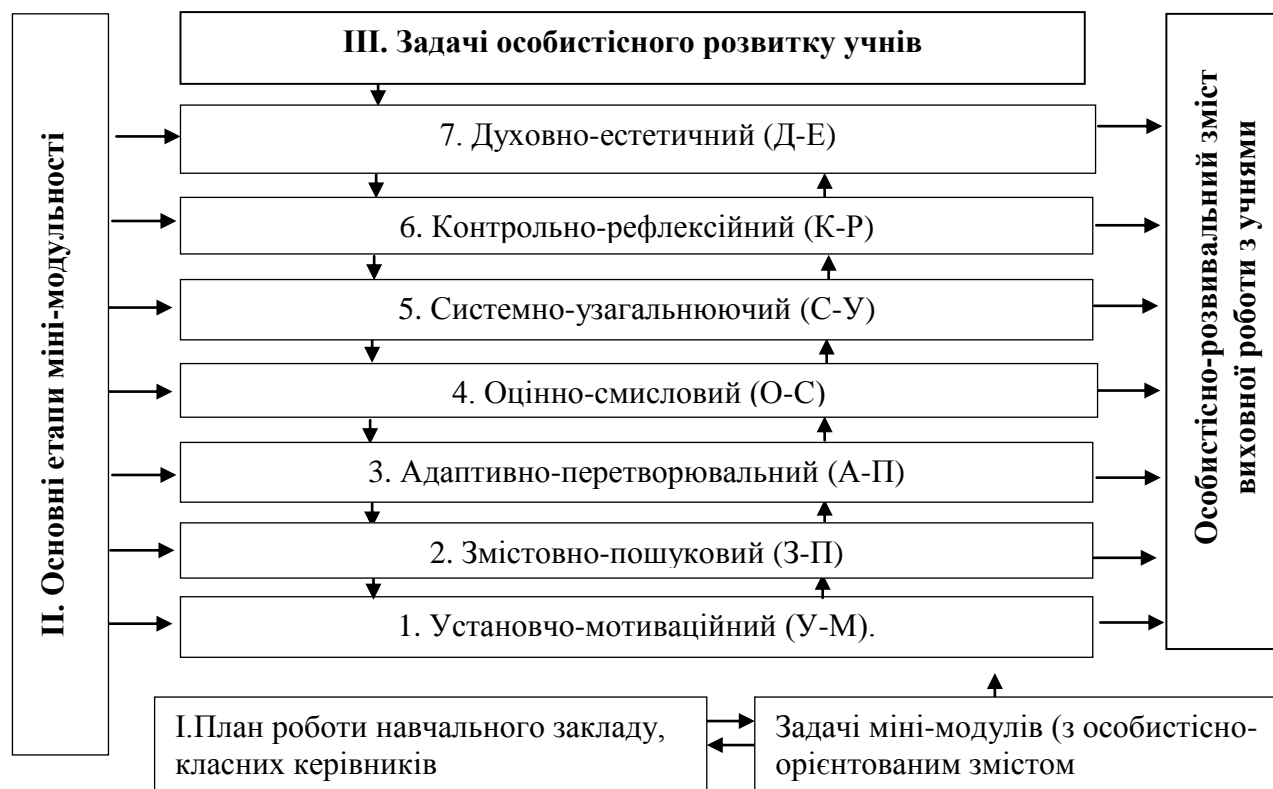 ІІІ. Задачі особистісного розвитку учнів
ІІ. Основні етапи міні-модульності
7. Духовно-естетичний (Д-Е)
6. Контрольно-рефлексійний (К-Р)
5. Системно-узагальнюючий (С-У)
4. Оцінно-смисловий (О-С)
3. Адаптивно-перетворювальний (А-П)
2. Змістовно-пошуковий (З-П)
1. Установчо-мотиваційний (У-М).
Особистісно-розвивальний зміст
виховної роботи з учнями
І.План роботи навчального закладу,
класних керівників
Задачі міні-модулів (з особистісно-
орієнтованим змістом